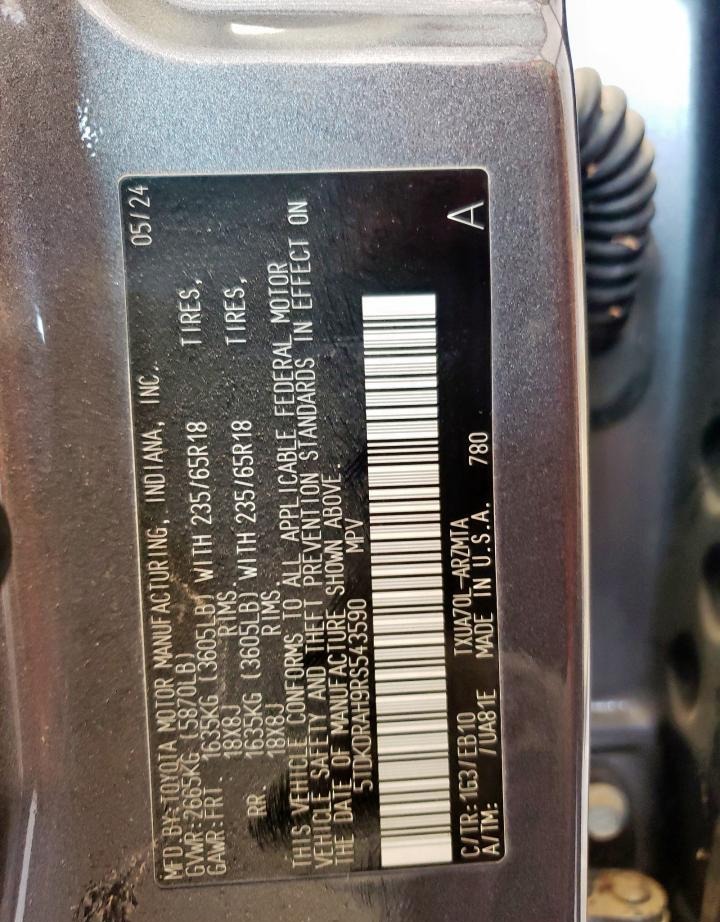 MFD BY:TOYOTA MOTOR MANUFACTURING, INDIANA, INC. 05/24
GVWR:2665KG (5870LB)
GAWR:FRT. 1635KG (3605LB) WITH 235/65R18 TIRES,
18X8J RIMS.
RR. 1635KG (3605LB) WITH 235/65R18 TIRES,
18X8J RIMS.
THIS VEHICLE CONFORMS TO ALL APPLICABLE FEDERAL MOTOR
VEHICLE SAFETY AND THEFT PREVENTION STANDARDS IN EFFECT ON
THE DATE OF MANUFACTURE SHOWN ABOVE.
5TDKDRAH9RS543590 MPV
C/TR: 1G3/EB10 TXUA70L-ARZMTA
A/TM: /UA81E MADE IN U.S.A. 780 A